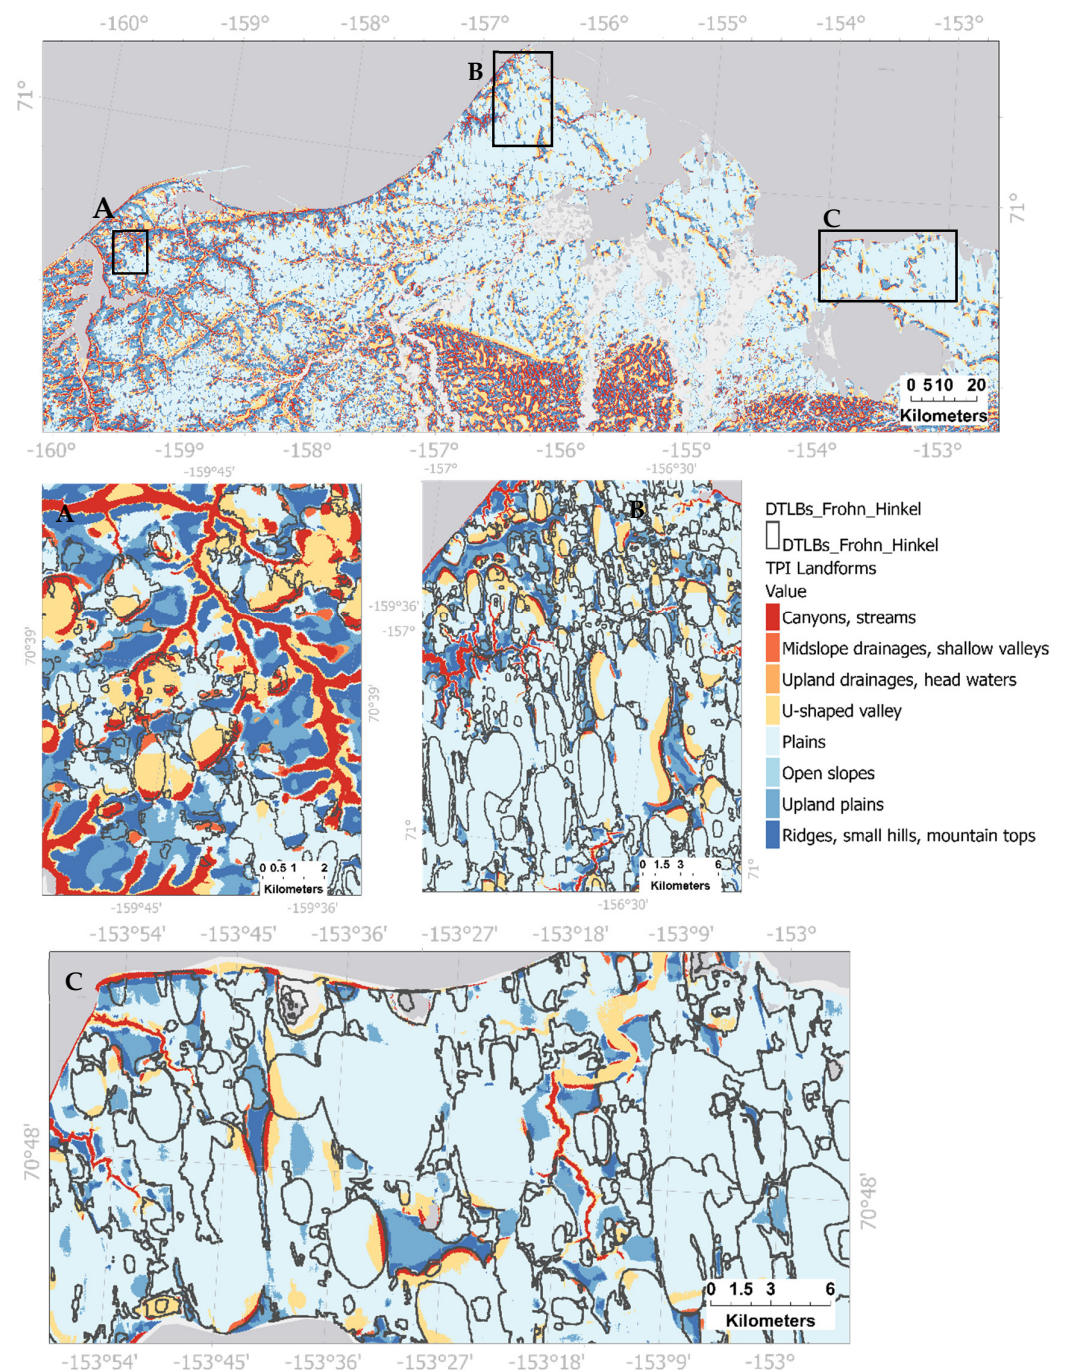 -160° -159° -158° -157° -156° -155° -154° -153°
B
71°
A
C
71°
0 5 10 20
Kilometers
-160° -159° -158° -157° -156° -155° -154° -153°
-159°45'
-157° -156°30'
A
B
DTLBs_Frohn_Hinkel
DTLBs_Frohn_Hinkel
TPI Landforms
Value
Canyons, streams
Midslope drainages, shallow valleys
Upland drainages, head waters
U-shaped valley
Plains
Open slopes
Upland plains
Ridges, small hills, mountain tops
70°39'
70°39'
-159°36'
-157°
71°
71°
0 0.5 1 2
Kilometers
0 1.5 3 6
Kilometers
-159°45' -159°36'
-156°30'
-153°54' -153°45' -153°36' -153°27' -153°18' -153°9' -153°
C
70°48'
70°48'
0 1.5 3 6
Kilometers
-153°54' -153°45' -153°36' -153°27' -153°18' -153°9' -153°